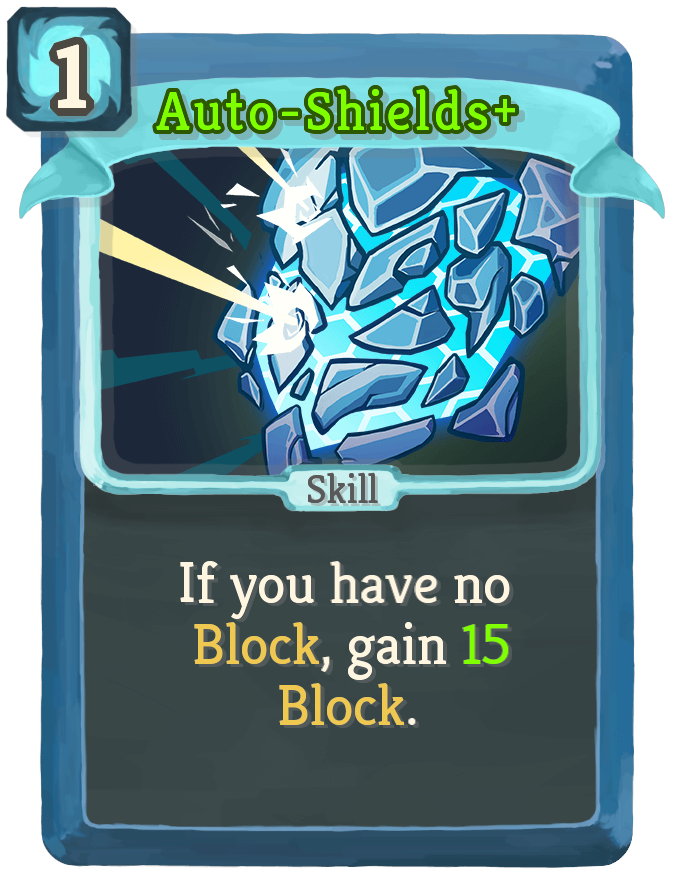 1
Auto-Shields+
Skill
If you have no
Block, gain 15
Block.